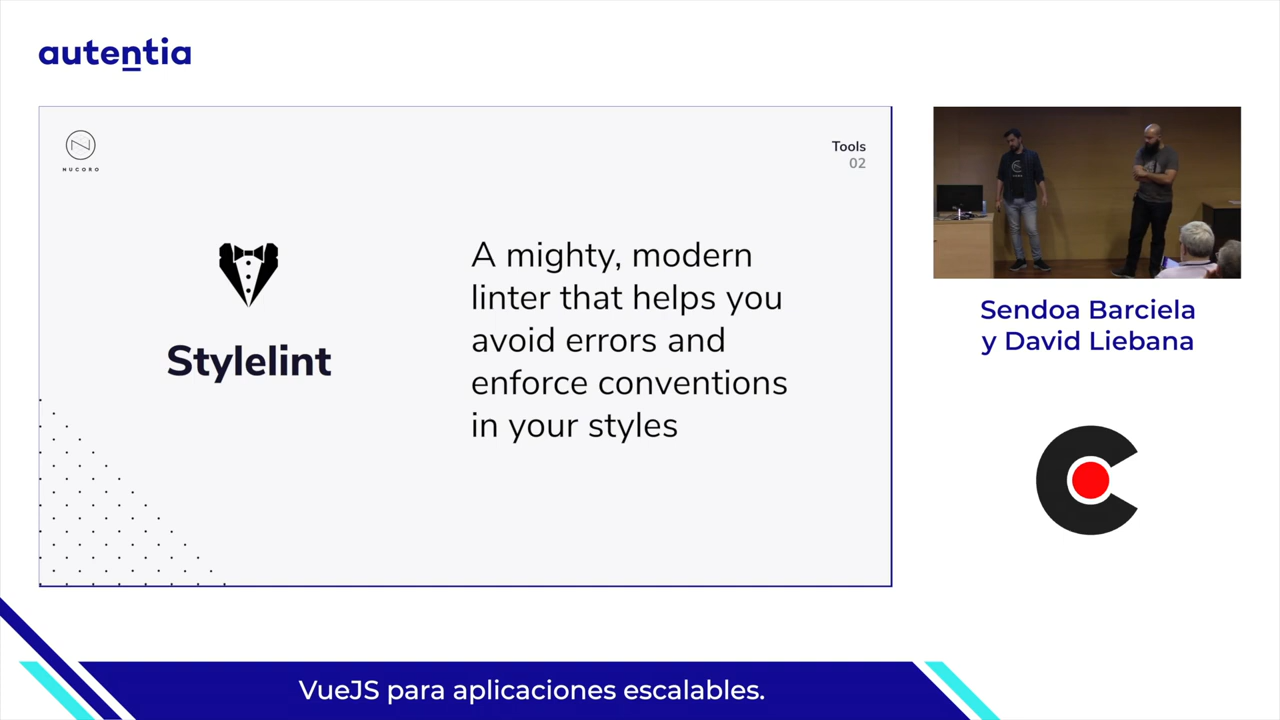 autentia
NUCORO
Tools
02
Stylelint
A mighty, modern
linter that helps you
avoid errors and
enforce conventions
in your styles
Sendoa Barciela
y David Liebana
VueJS para aplicaciones escalables.